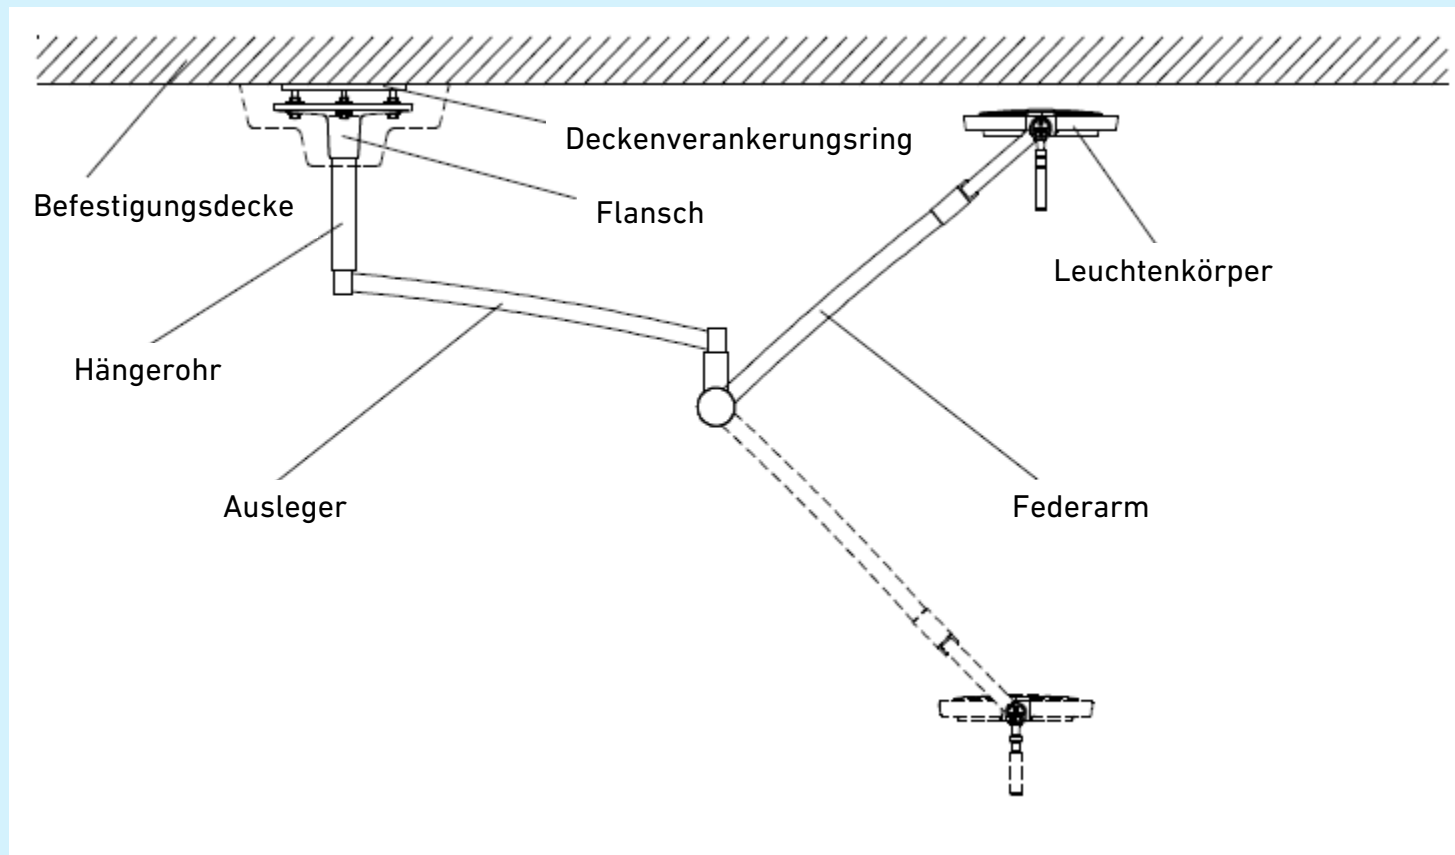 Deckenverankerungsring
Befestigungsdecke
Flansch
Leuchtenkörper
Hängerohr
Ausleger
Federarm